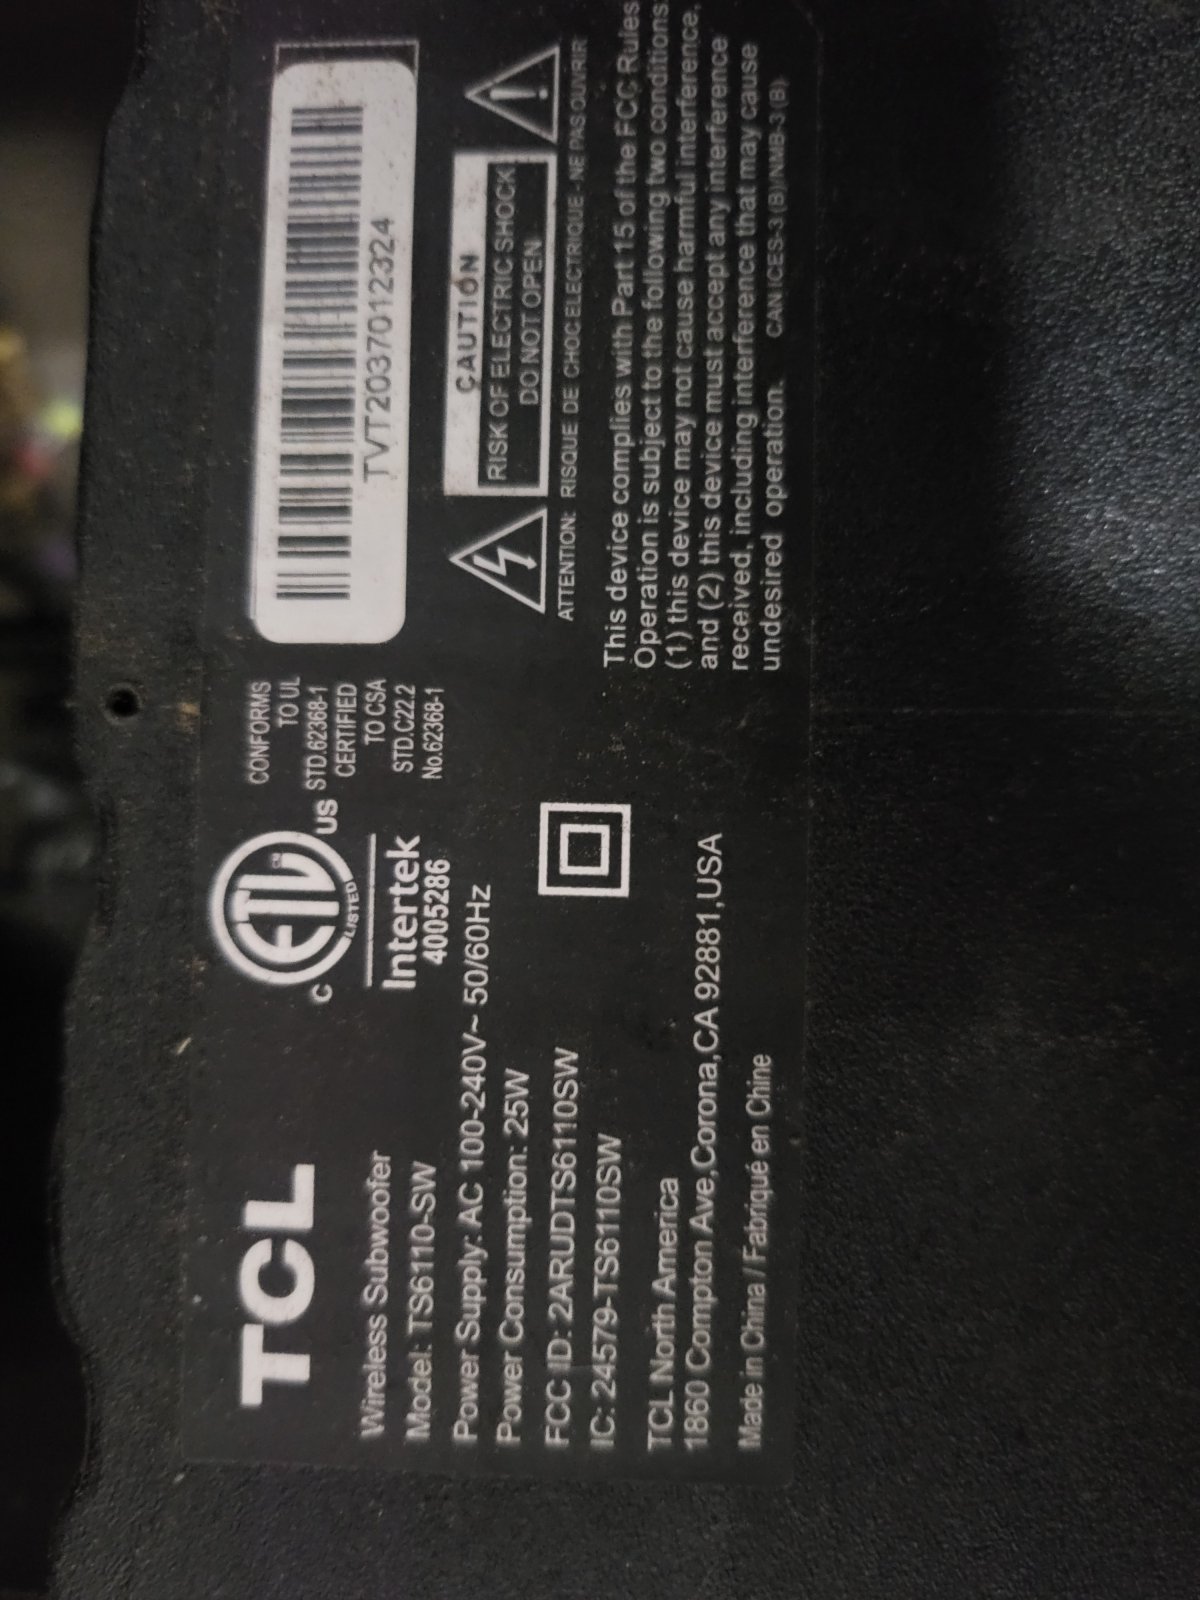 TCL
Wireless Subwoofer
Model: TS6110-SW
Power Supply: AC 100-240V~ 50/60Hz
Power Consumption: 25W
FCC ID: 2ARUDTS6110SW
IC: 24579-TS6110SW
TCL North America
1860 Compton Ave,Corona,CA 92881,USA
Made in China / Fabriqué en Chine
C ETL CM US
LISTED
Intertek
4005286
CONFORMS
TO UL
STD.62368-1
CERTIFIED
TO CSA
STD.C22.2
No.62368-1
TVT2037012324
CAUTION
RISK OF ELECTRIC SHOCK
DO NOT OPEN
ATTENTION: RISQUE DE CHOC ELECTRIQUE-NE PAS OUVRIR!
This device complies with Part 15 of the FCC Rules
Operation is subject to the following two conditions:
(1) this device may not cause harmful interference,
and (2) this device must accept any interference
received, including interference that may cause
undesired operation. CAN ICES-3 (B)/NMB-3 (B)